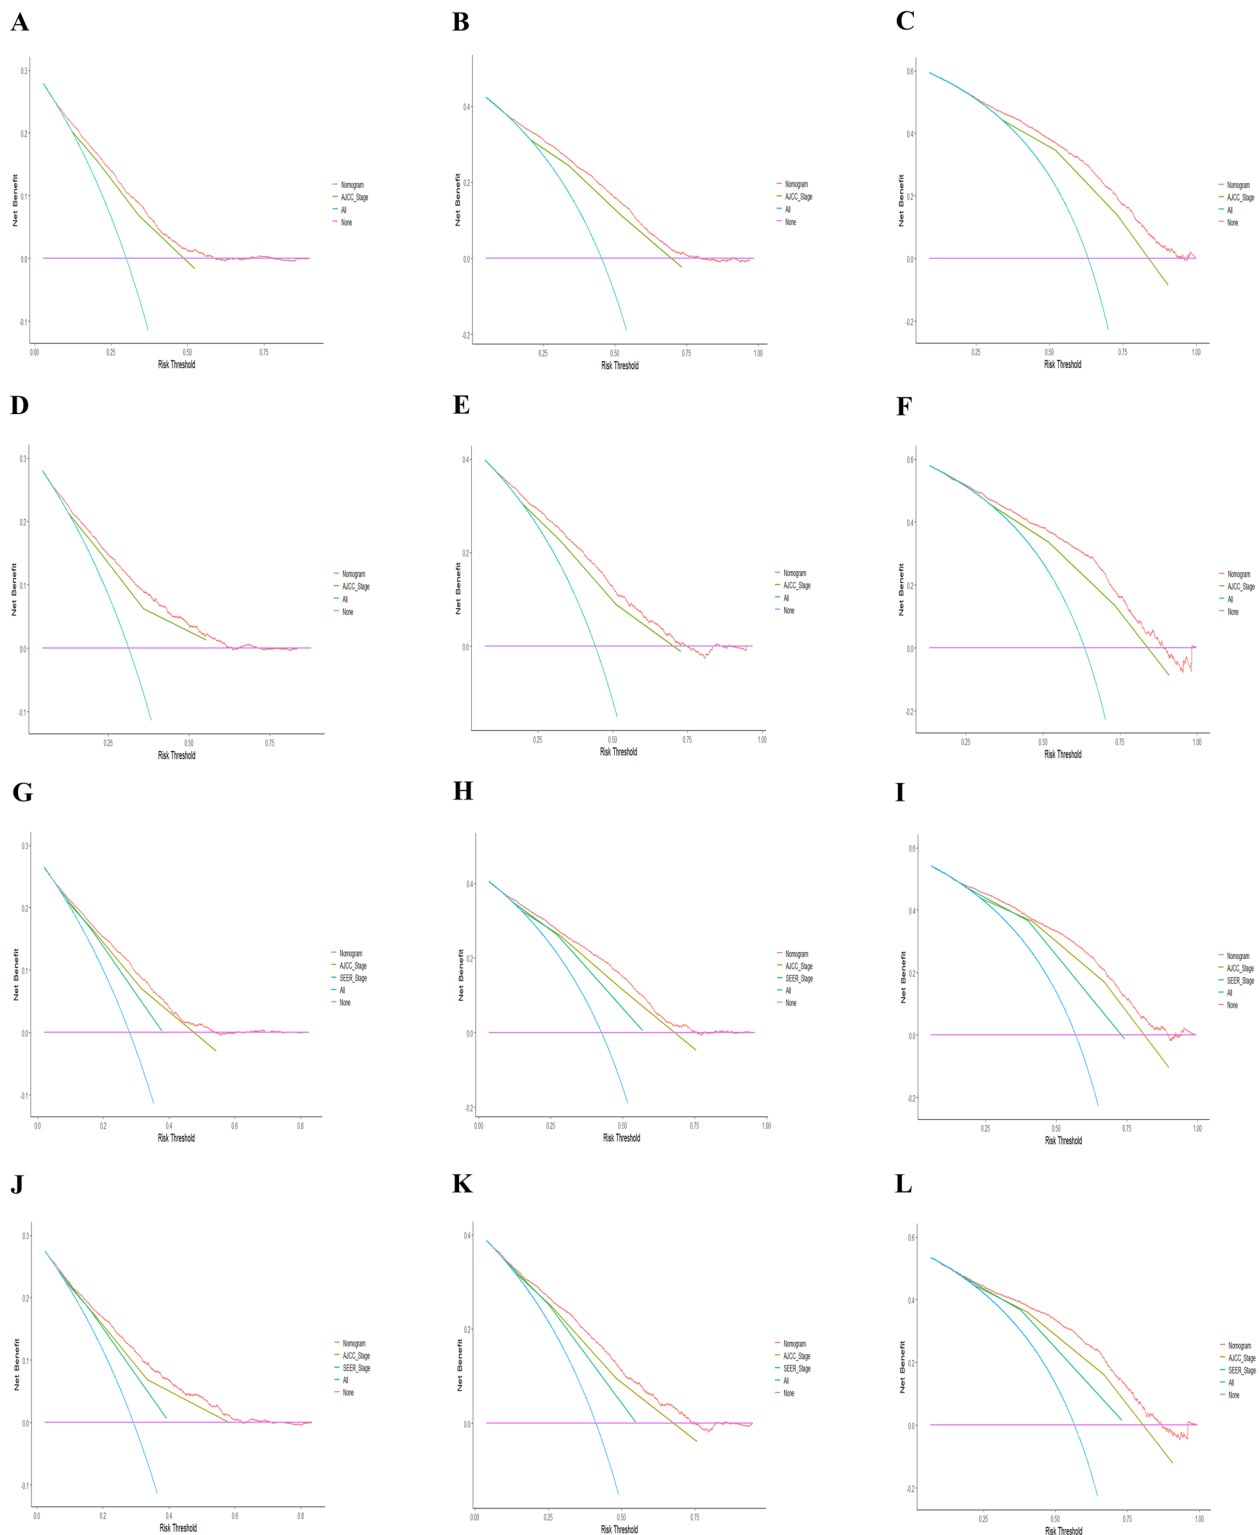 A
Net Benefit
0.3
0.2
0.1
0.0
-0.1
0.00 0.25 0.50 0.75
Risk Threshold
Nomogram
AJCC_Stage
All
None
B
Net Benefit
0.4
0.2
0.0
-0.2
0.25 0.50 0.75 1.00
Risk Threshold
Nomogram
AJCC_Stage
All
None
C
Net Benefit
0.6
0.4
0.2
0.0
-0.2
0.25 0.50 0.75 1.00
Risk Threshold
Nomogram
AJCC_Stage
All
None
D
Net Benefit
0.3
0.2
0.1
0.0
-0.1
0.25 0.50 0.75
Risk Threshold
Nomogram
AJCC_Stage
All
None
E
Net Benefit
0.4
0.2
0.0
0.25 0.50 0.75 1.00
Risk Threshold
Nomogram
AJCC_Stage
All
None
F
Net Benefit
0.6
0.4
0.2
0.0
-0.2
0.25 0.50 0.75 1.00
Risk Threshold
Nomogram
AJCC_Stage
All
None
G
Net Benefit
0.3
0.2
0.1
0.0
-0.1
0.0 0.2 0.4 0.6 0.8
Risk Threshold
Nomogram
AJCC_Stage
SEER_Stage
All
None
H
Net Benefit
0.4
0.2
0.0
-0.2
0.00 0.25 0.50 0.75 1.00
Risk Threshold
Nomogram
AJCC_Stage
SEER_Stage
All
None
I
Net Benefit
0.6
0.4
0.2
0.0
-0.2
0.25 0.50 0.75 1.00
Risk Threshold
Nomogram
AJCC_Stage
SEER_Stage
All
None
J
Net Benefit
0.3
0.2
0.1
0.0
-0.1
0.0 0.2 0.4 0.6 0.8
Risk Threshold
Nomogram
AJCC_Stage
SEER_Stage
All
None
K
Net Benefit
0.4
0.2
0.0
0.00 0.25 0.50 0.75
Risk Threshold
Nomogram
AJCC_Stage
SEER_Stage
All
None
L
Net Benefit
0.6
0.4
0.2
0.0
-0.2
0.25 0.50 0.75 1.00
Risk Threshold
Nomogram
AJCC_Stage
SEER_Stage
All
None